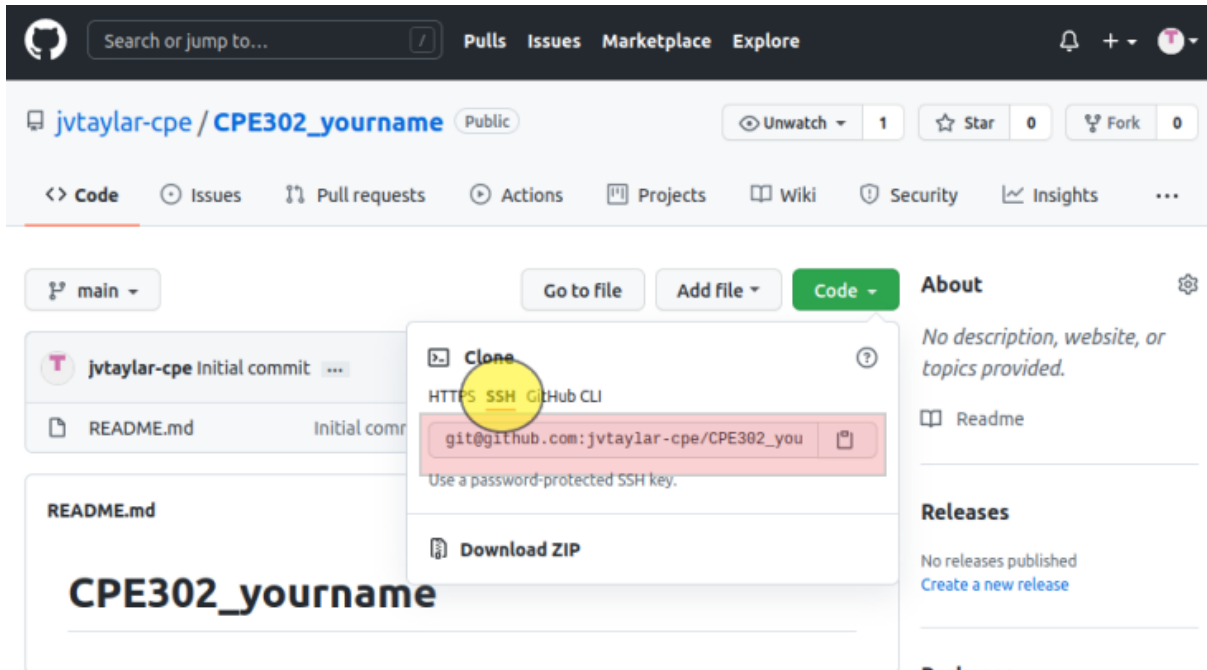 Search or jump to... / Pulls Issues Marketplace Explore
jvtaylar-cpe / CPE302_yourname Public Unwatch 1 Star 0 Fork 0
Code Issues Pull requests Actions Projects Wiki Security Insights ...
main Go to file Add file Code About
No description, website, or
topics provided.
Clone
T jvtaylar-cpe Initial commit ...
HTTPS SSH GitHub CLI
README.md Initial
git@github.com:jvtaylar-cpe/CPE302_you
Readme
Use a password-protected SSH key.
README.md Releases
Download ZIP No releases published
CPE302_yourname Create a new release